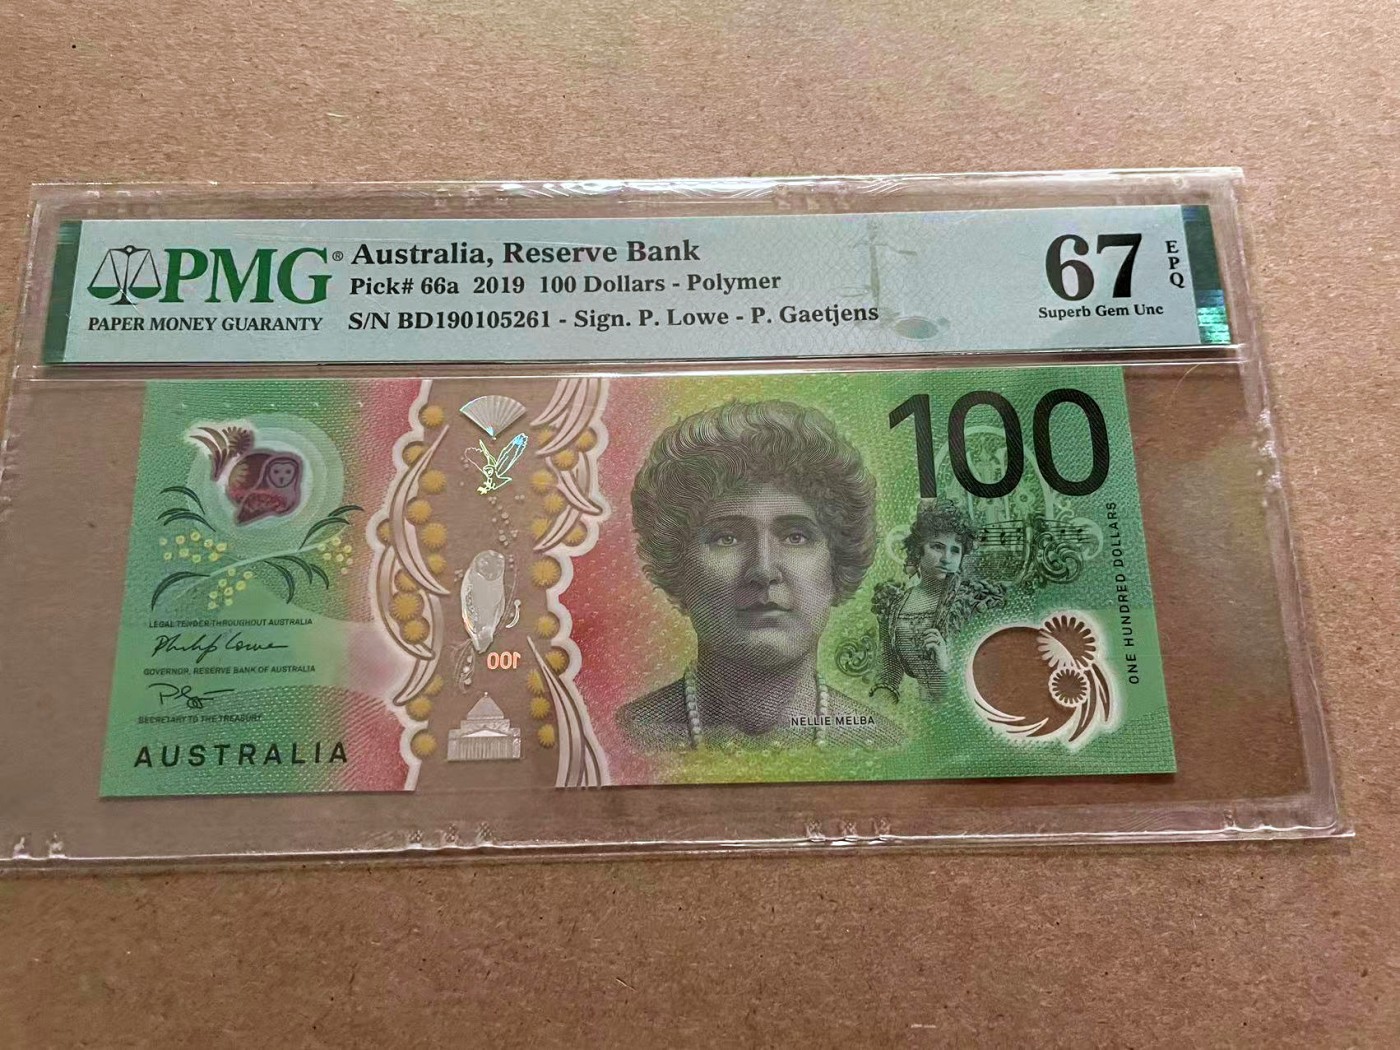 PMG®
PAPER MONEY GUARANTY
Australia, Reserve Bank
Pick# 66a 2019 100 Dollars - Polymer
S/N BD190105261 - Sign. P. Lowe - P. Gaetjens
67
EPQ
Superb Gem Unc
100
ONE HUNDRED DOLLARS
LEGAL TENDER THROUGHOUT AUSTRALIA
Philip Lowe
GOVERNOR, RESERVE BANK OF AUSTRALIA
SECRETARY TO THE TREASURY
AUSTRALIA
100
NELLIE MELBA